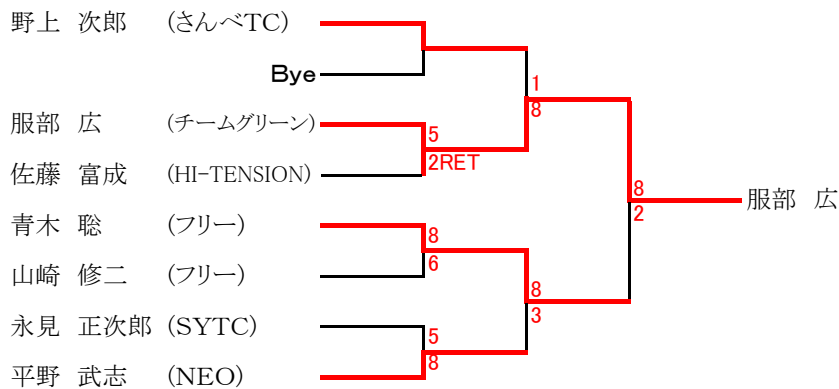 野上 次郎 (さんべTC)
Bye
1
8
服部 広 (チームグリーン)
5
2RET
佐藤 富成 (HI-TENSION)
8
2
服部 広
青木 聡 (フリー)
8
6
山崎 修二 (フリー)
8
3
永見 正次郎 (SYTC)
5
8
平野 武志 (NEO)